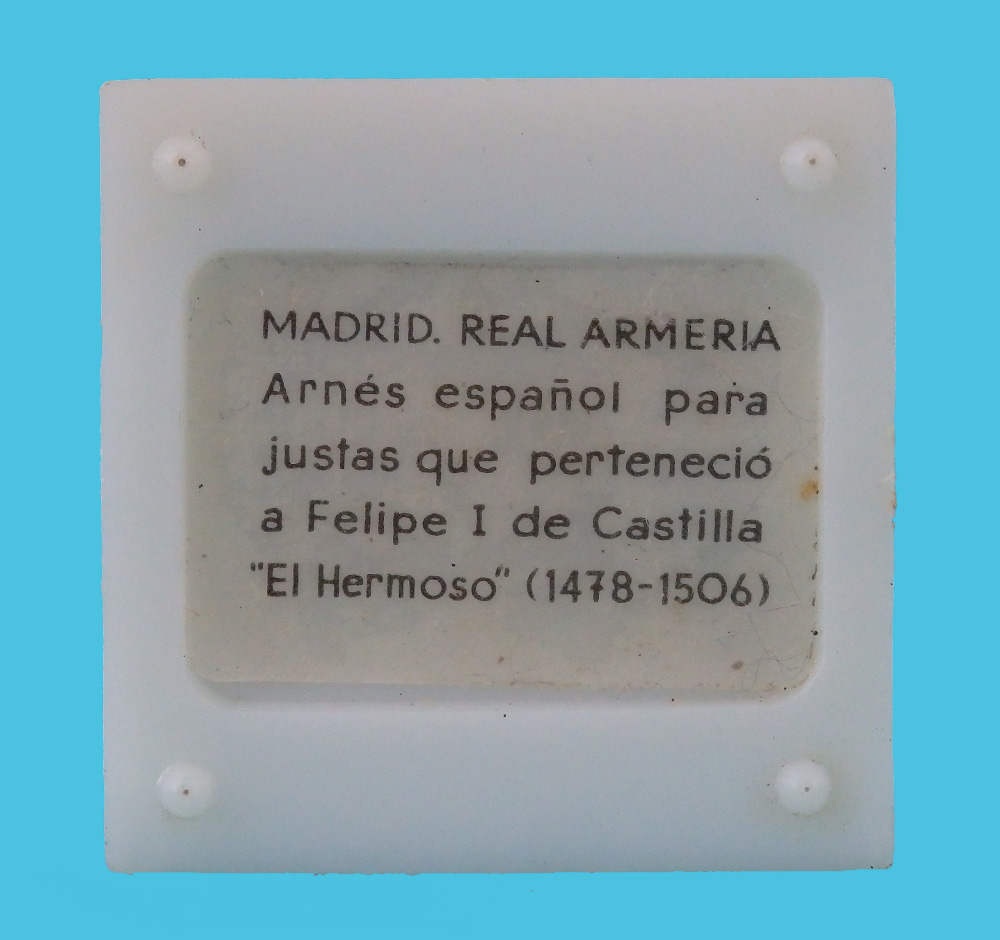 MADRID. REAL ARMERIA
Arnés español para
justas que perteneció
a Felipe I de Castilla
"El Hermoso" (1478-1506)